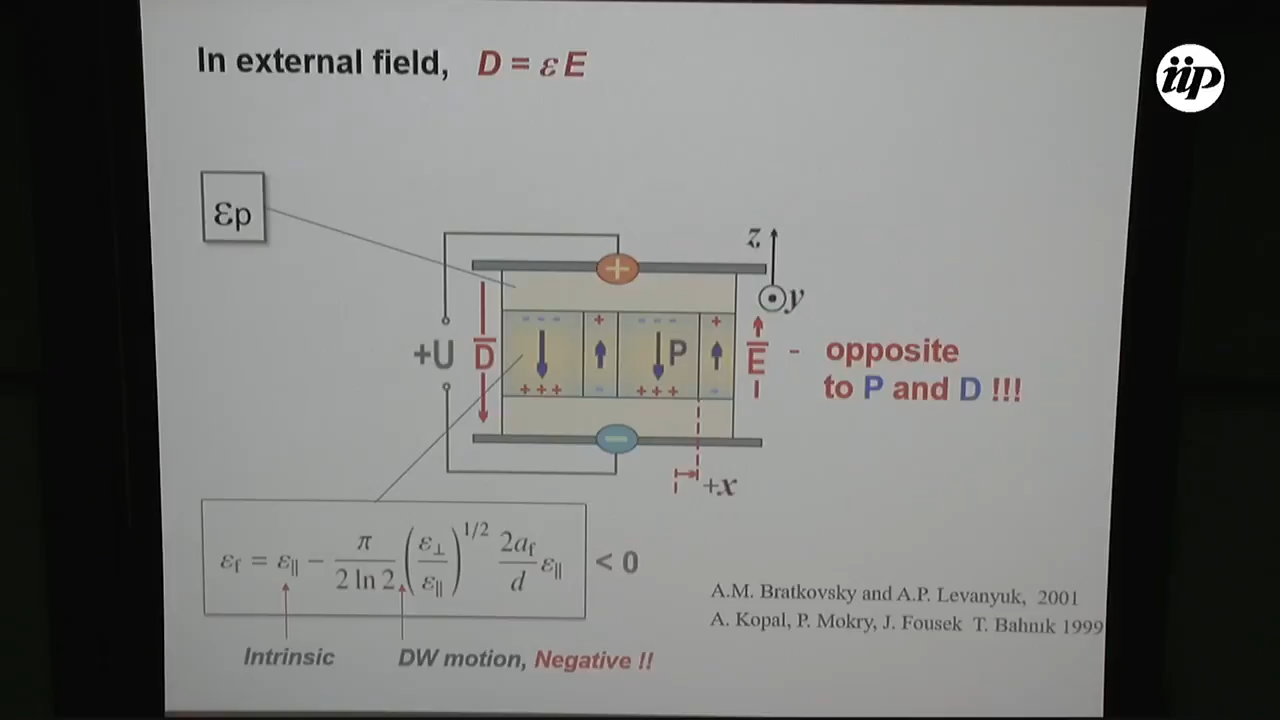 In external field, D = εE
iip
εp
z
y
+
- - - + - - - +
+U D P E - opposite
to P and D !!!
+ + + - + + + -
−
+x
εf = ε|| − π / 2 ln 2 (ε⊥ / ε||)^1/2 2af / d ε|| < 0
A.M. Bratkovsky and A.P. Levanyuk, 2001
A. Kopal, P. Mokry, J. Fousek T. Bahnik 1999
Intrinsic
DW motion, Negative !!